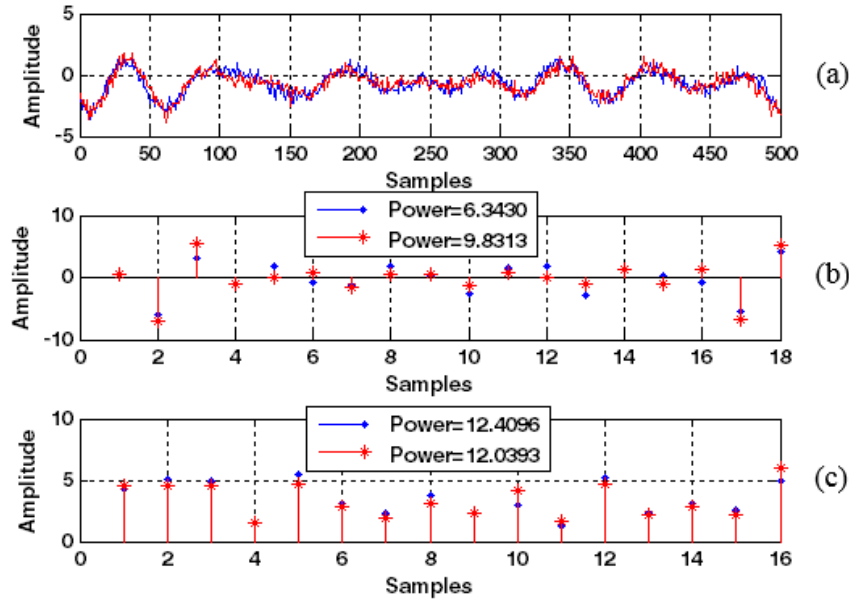 5
0
-5
Amplitude
0 50 100 150 200 250 300 350 400 450 500
Samples
(a)
Power=6.3430
Power=9.8313
10
0
-10
Amplitude
0 2 4 6 8 10 12 14 16 18
Samples
(b)
Power=12.4096
Power=12.0393
10
5
0
Amplitude
0 2 4 6 8 10 12 14 16
Samples
(c)